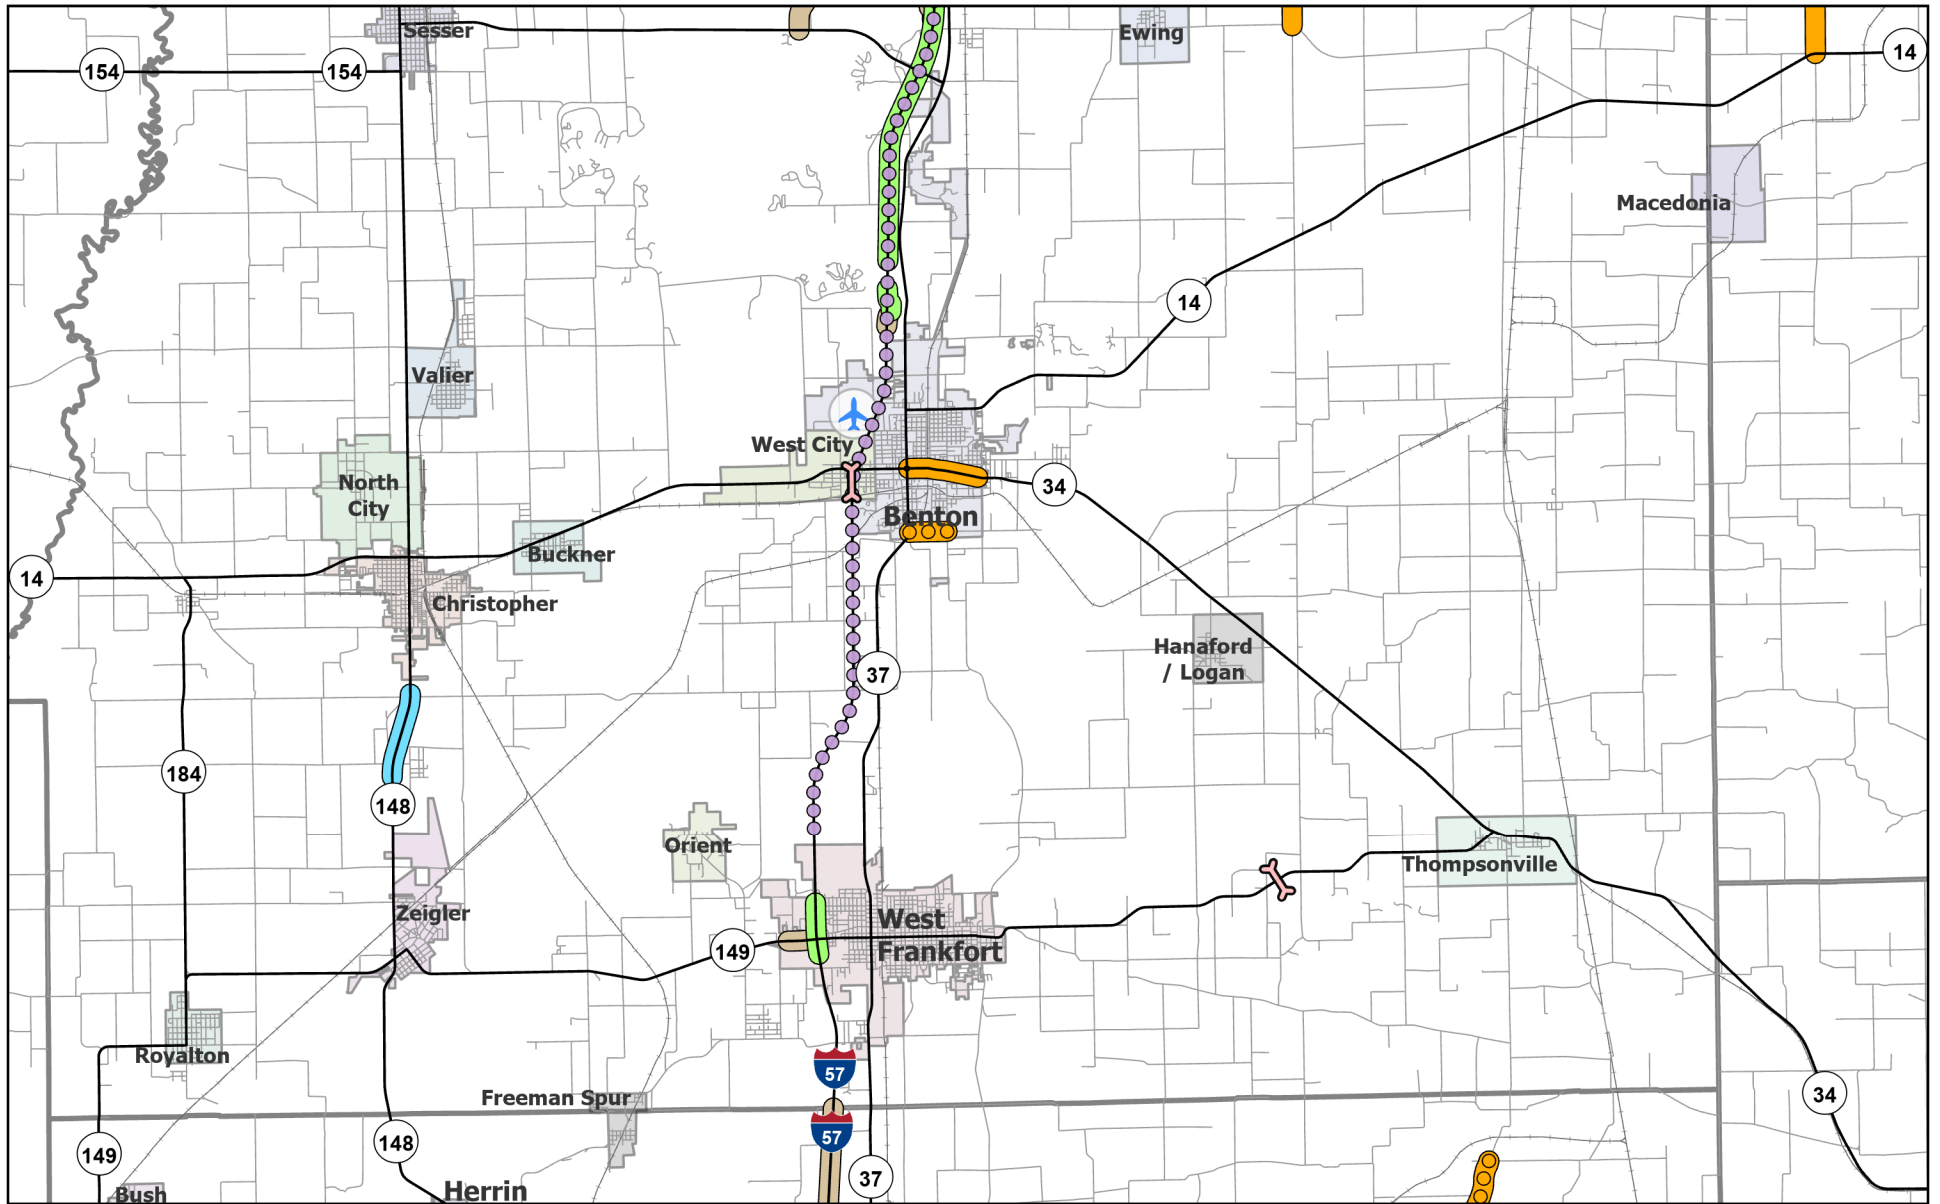 Sesser
Ewing
154
154
14
Macedonia
14
Valier
West City
North
City
34
Benton
Buckner
14
Christopher
Hanaford
/ Logan
37
184
148
Orient
Thompsonville
Zeigler
West
Frankfort
149
Royalton
57
Freeman Spur
34
57
148
149
37
Herrin
Bush